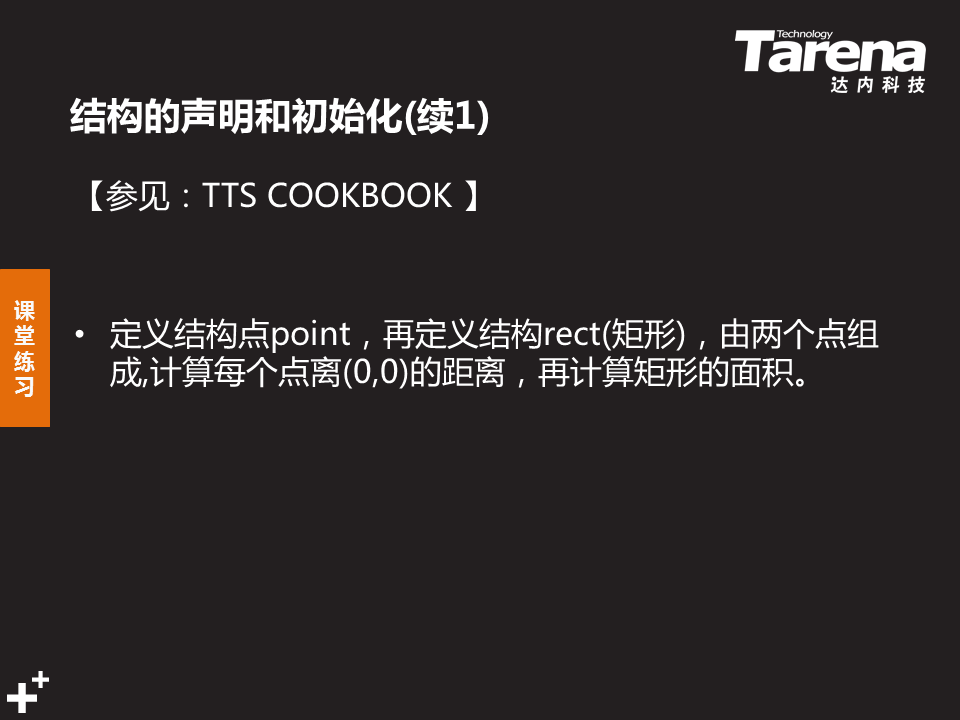 Technology
Tarena
达内科技
结构的声明和初始化(续1)
【参见：TTS COOKBOOK 】
课堂练习
• 定义结构点point，再定义结构rect(矩形)，由两个点组
成,计算每个点离(0,0)的距离，再计算矩形的面积。